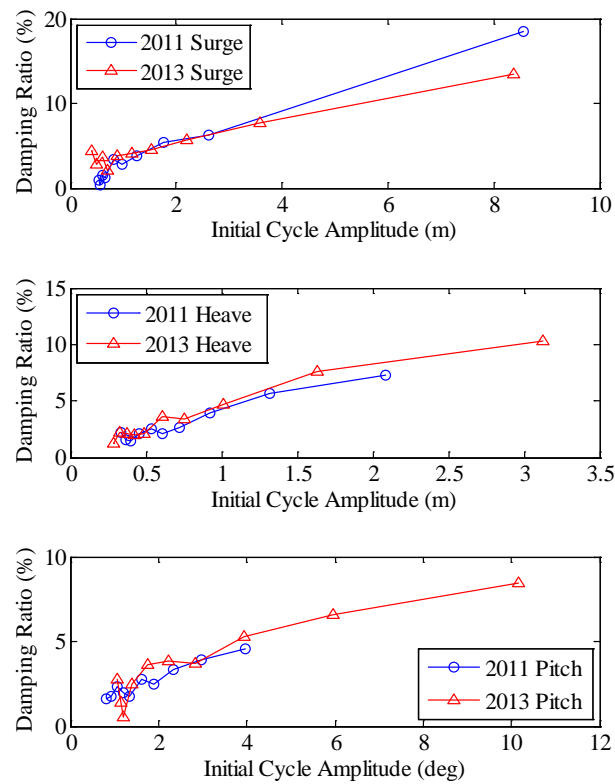 20
15
10
5
0
Damping Ratio (%)
2011 Surge
2013 Surge
0 2 4 6 8 10
Initial Cycle Amplitude (m)
15
10
5
0
Damping Ratio (%)
2011 Heave
2013 Heave
0.5 1 1.5 2 2.5 3 3.5
Initial Cycle Amplitude (m)
10
5
0
Damping Ratio (%)
2011 Pitch
2013 Pitch
0 2 4 6 8 10 12
Initial Cycle Amplitude (deg)